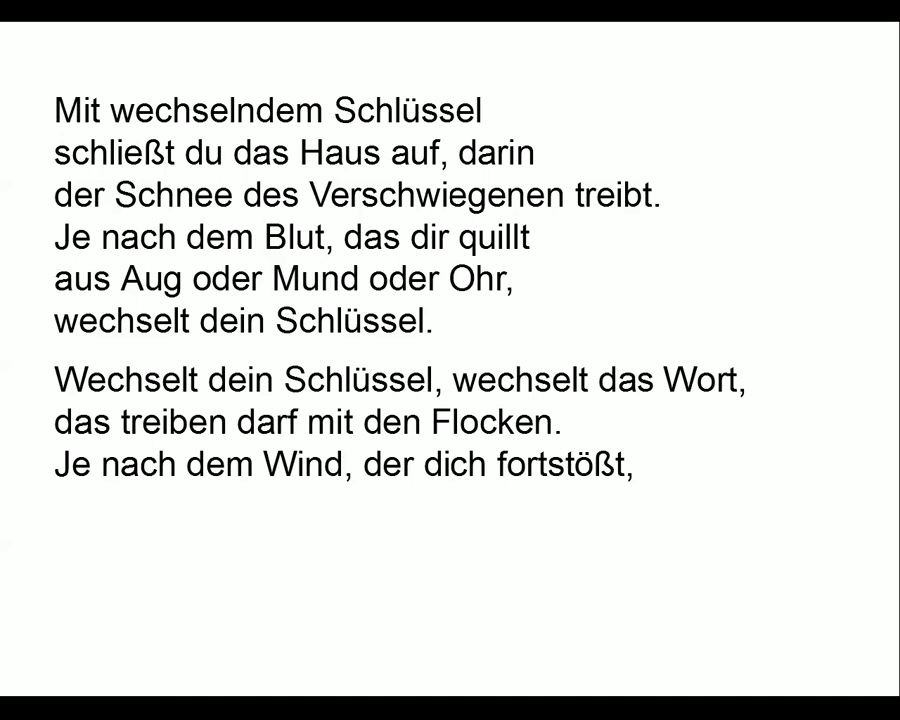 Mit wechselndem Schlüssel
schließt du das Haus auf, darin
der Schnee des Verschwiegenen treibt.
Je nach dem Blut, das dir quillt
aus Aug oder Mund oder Ohr,
wechselt dein Schlüssel.
Wechselt dein Schlüssel, wechselt das Wort,
das treiben darf mit den Flocken.
Je nach dem Wind, der dich fortstößt,